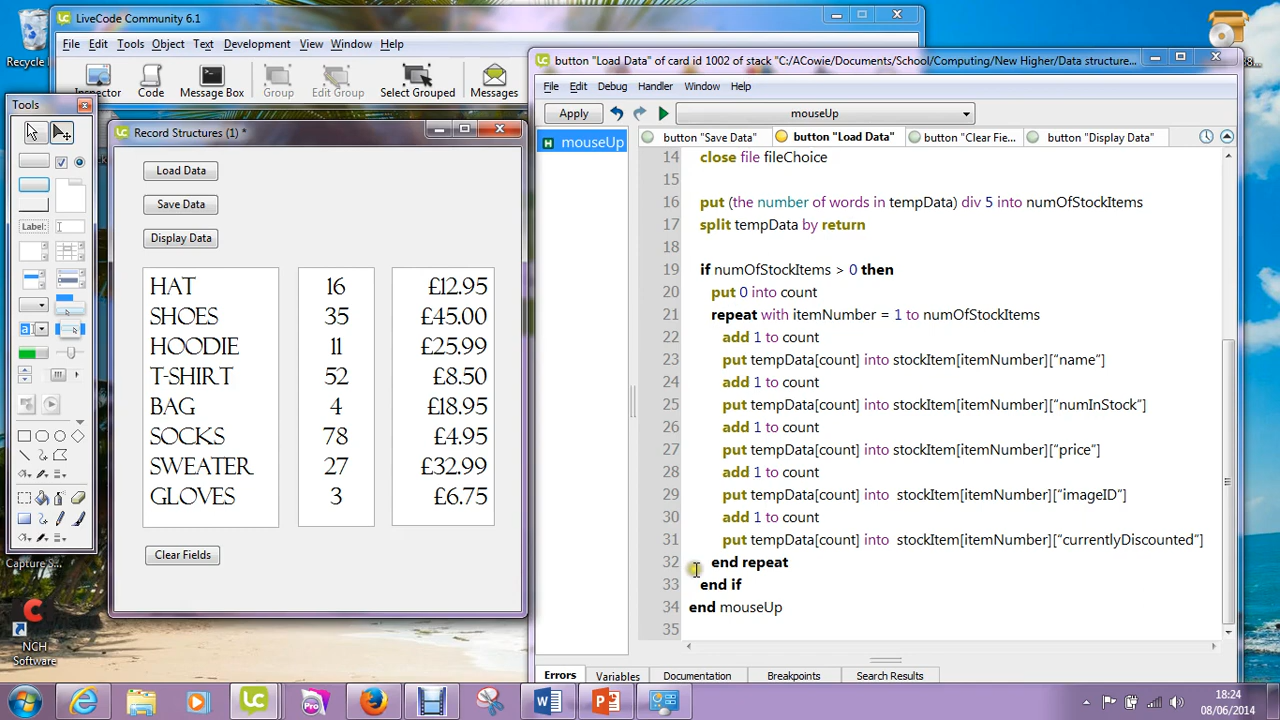 LiveCode Community 6.1
File Edit Tools Object Text Development View Window Help
Inspector Code Message Box Group Edit Group Select Grouped Messages
Recycle
Tools
Label:
Capture S...
NCH
Software
Record Structures (1) *
Load Data
Save Data
Display Data
HAT 16 £12.95
SHOES 35 £45.00
HOODIE 11 £25.99
T-SHIRT 52 £8.50
BAG 4 £18.95
SOCKS 78 £4.95
SWEATER 27 £32.99
GLOVES 3 £6.75
Clear Fields
button "Load Data" of card id 1002 of stack "C:/ACowie/Documents/School/Computing/New Higher/Data structure...
File Edit Debug Handler Window Help
Apply mouseUp
mouseUp
button "Save Data" button "Load Data" button "Clear Fie... button "Display Data"
14 close file fileChoice
15
16 put (the number of words in tempData) div 5 into numOfStockItems
17 split tempData by return
18
19 if numOfStockItems > 0 then
20 put 0 into count
21 repeat with itemNumber = 1 to numOfStockItems
22 add 1 to count
23 put tempData[count] into stockItem[itemNumber]["name"]
24 add 1 to count
25 put tempData[count] into stockItem[itemNumber]["numInStock"]
26 add 1 to count
27 put tempData[count] into stockItem[itemNumber]["price"]
28 add 1 to count
29 put tempData[count] into stockItem[itemNumber]["imageID"]
30 add 1 to count
31 put tempData[count] into stockItem[itemNumber]["currentlyDiscounted"]
32 end repeat
33 end if
34 end mouseUp
35
Errors Variables Documentation Breakpoints Search Results
18:24
08/06/2014